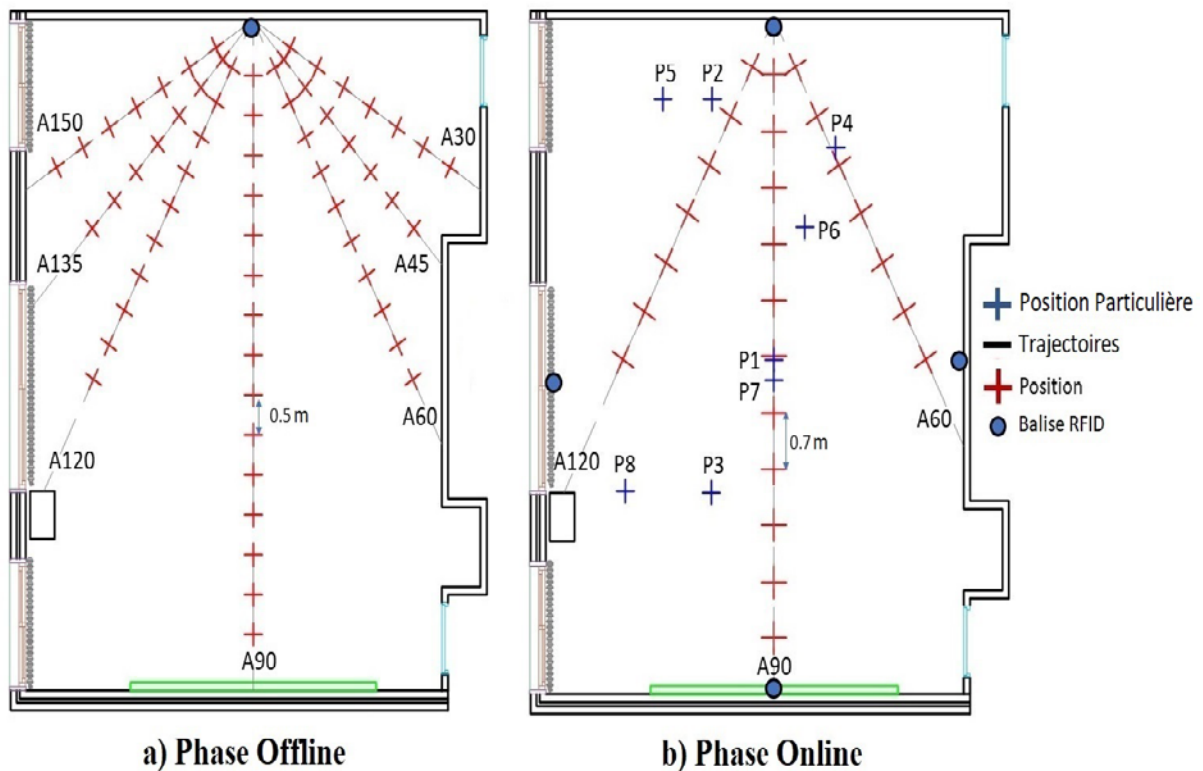 A150
A30
A135
A45
0.5 m
A60
A120
A90
a) Phase Offline
P5
P2
P4
P6
P1
P7
0.7 m
A60
A120
P8
P3
A90
b) Phase Online
Position Particulière
Trajectoires
Position
Balise RFID